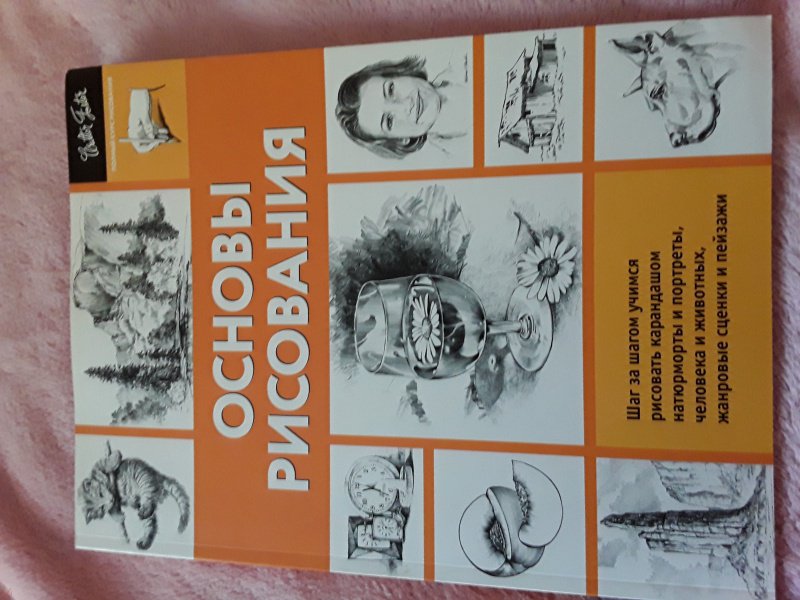 ОСНОВЫ
РИСОВАНИЯ
Шаг за шагом учимся
рисовать карандашом
натюрморты и портреты,
человека и животных,
жанровые сценки и пейзажи